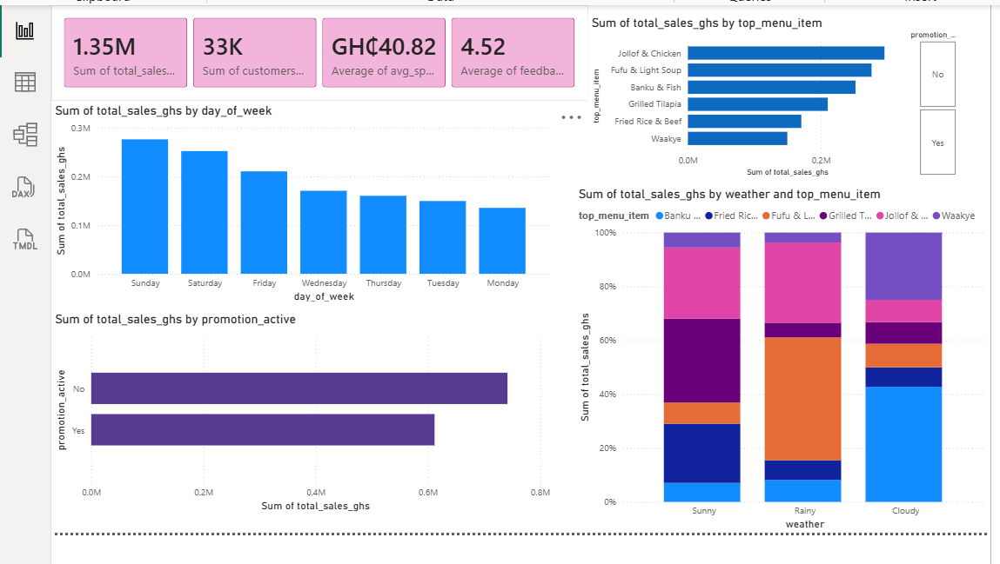 DAX
TMDL
1.35M
Sum of total_sales...
33K
Sum of customers...
GH₵40.82
Average of avg_sp...
4.52
Average of feedba...
Sum of total_sales_ghs by day_of_week
Sum of total_sales_ghs
0.3M
0.2M
0.1M
0.0M
Sunday Saturday Friday Wednesday Thursday Tuesday Monday
day_of_week
Sum of total_sales_ghs by promotion_active
promotion_active
No
Yes
0.0M 0.2M 0.4M 0.6M 0.8M
Sum of total_sales_ghs
Sum of total_sales_ghs by top_menu_item
top_menu_item
Jollof & Chicken
Fufu & Light Soup
Banku & Fish
Grilled Tilapia
Fried Rice & Beef
Waakye
0.0M 0.2M
Sum of total_sales_ghs
promotion_...
No
Yes
Sum of total_sales_ghs by weather and top_menu_item
top_menu_item Banku ... Fried Ric... Fufu & L... Grilled T... Jollof & ... Waakye
Sum of total_sales_ghs
100%
80%
60%
40%
20%
0%
Sunny Rainy Cloudy
weather